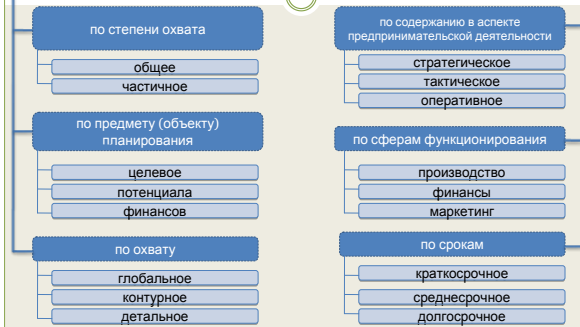 по степени охвата
общее
частичное
по предмету (объекту)
планирования
целевое
потенциала
финансов
по охвату
глобальное
контурное
детальное
по содержанию в аспекте
предпринимательской деятельности
стратегическое
тактическое
оперативное
по сферам функционирования
производство
финансы
маркетинг
по срокам
краткосрочное
среднесрочное
долгосрочное